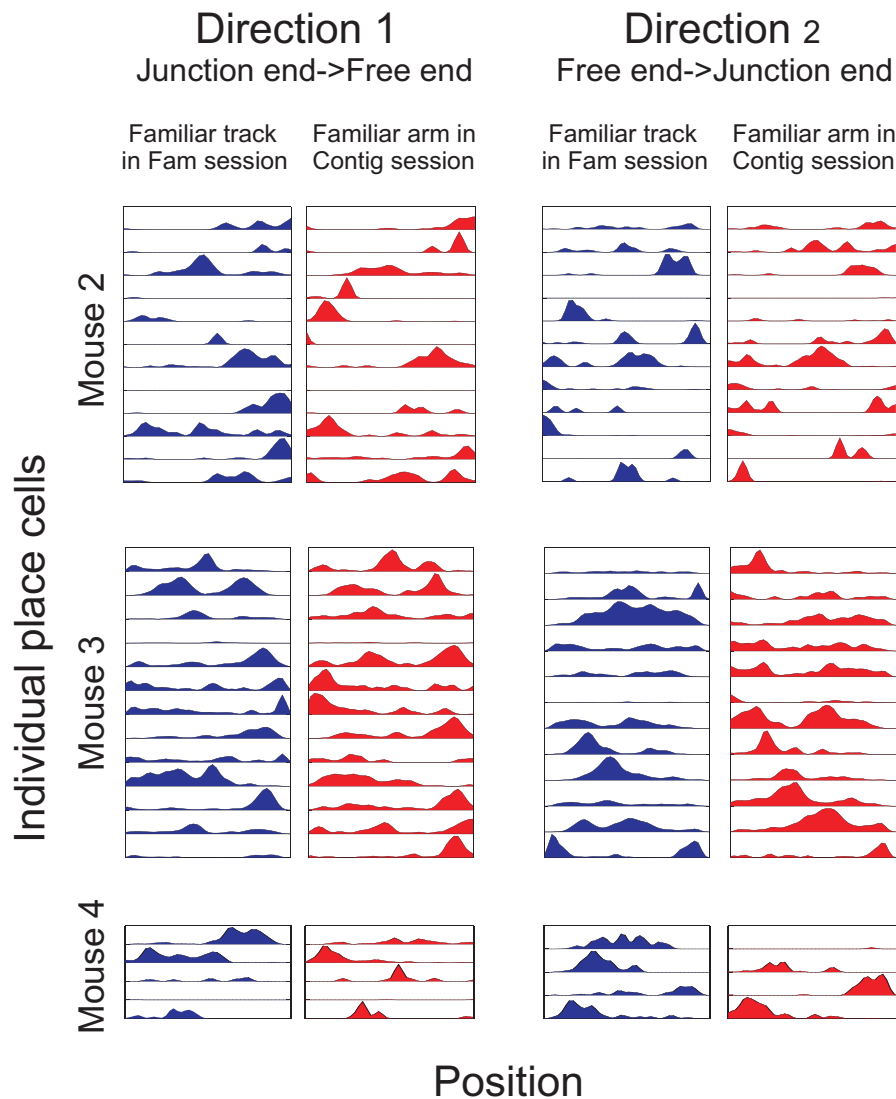 Direction 1
Junction end->Free end
Direction 2
Free end->Junction end
Familiar track
in Fam session
Familiar arm in
Contig session
Familiar track
in Fam session
Familiar arm in
Contig session
Individual place cells
Mouse 2
Mouse 3
Mouse 4
Position